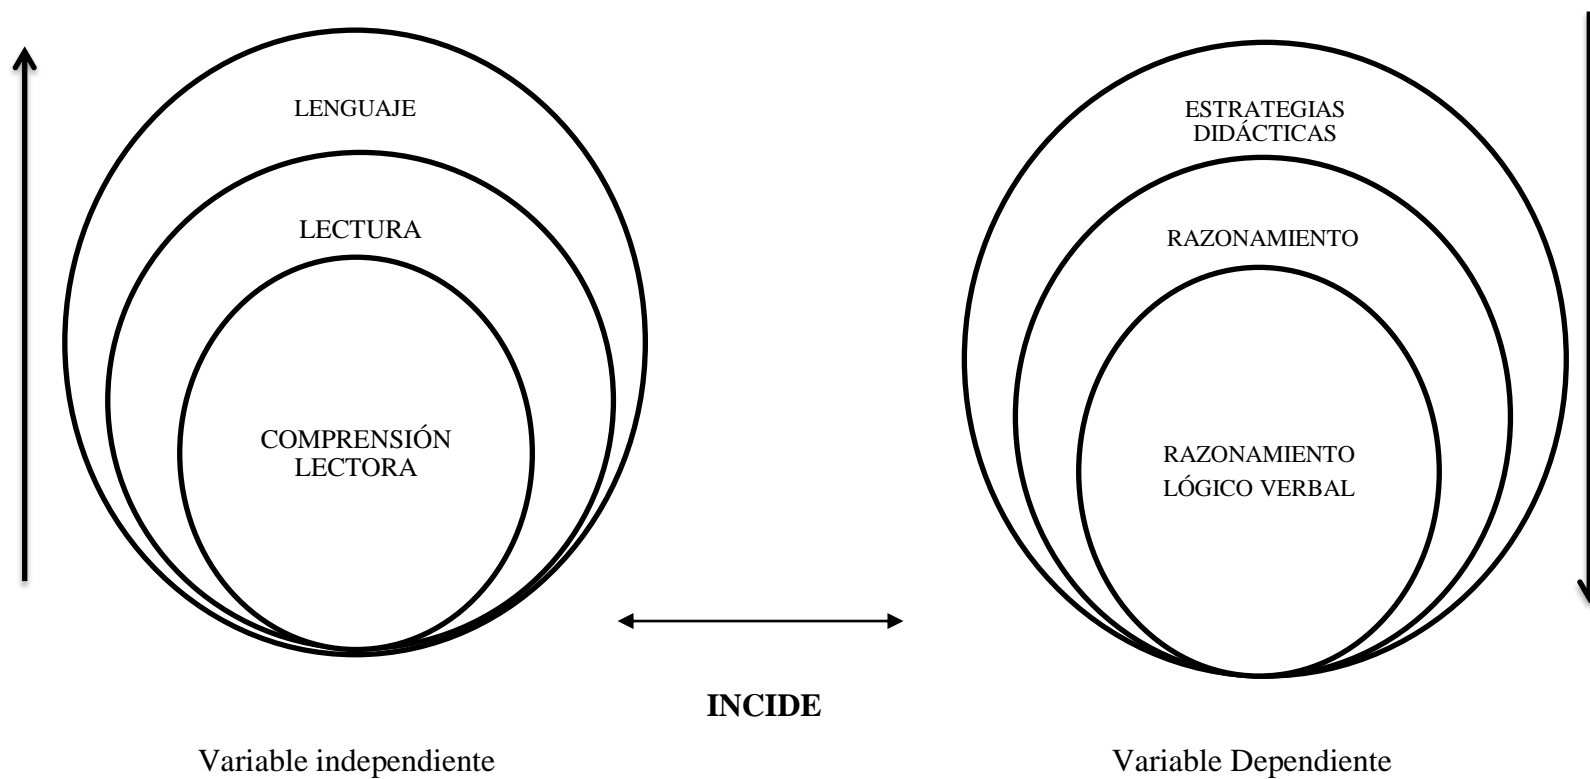 LENGUAJE
LECTURA
COMPRENSIÓN
LECTORA
ESTRATEGIAS
DIDÁCTICAS
RAZONAMIENTO
RAZONAMIENTO
LÓGICO VERBAL
INCIDE
Variable independiente
Variable Dependiente